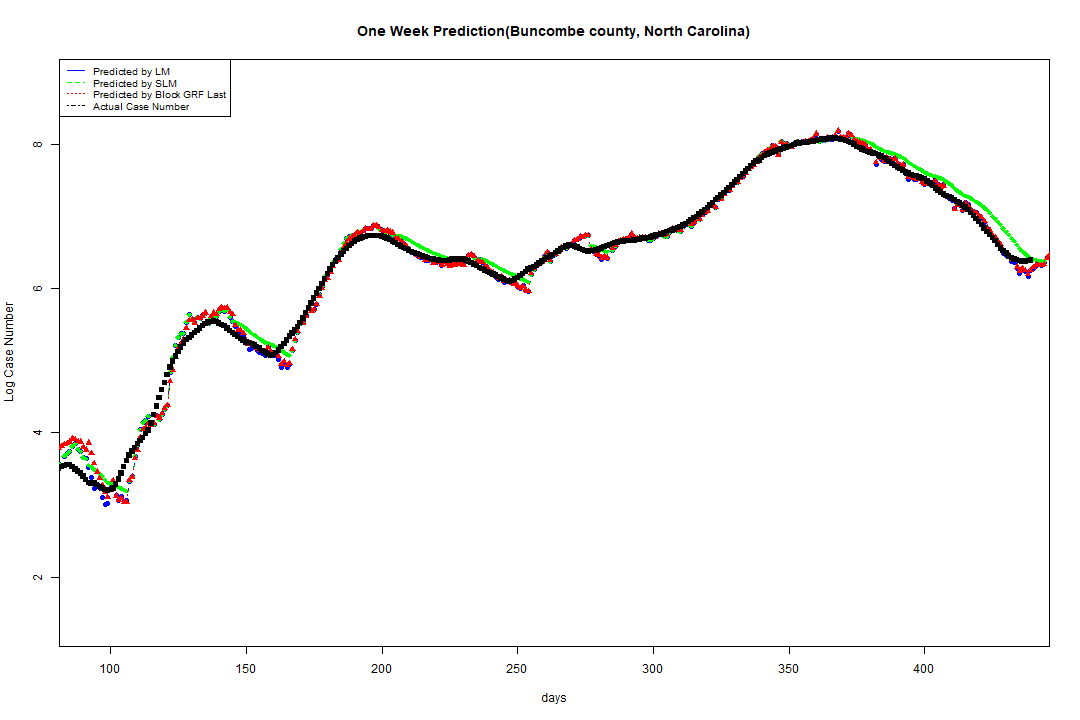 One Week Prediction(Buncombe county, North Carolina)
Predicted by LM
Predicted by SLM
Predicted by Block GRF Last
Actual Case Number
8
6
4
2
Log Case Number
100 150 200 250 300 350 400
days